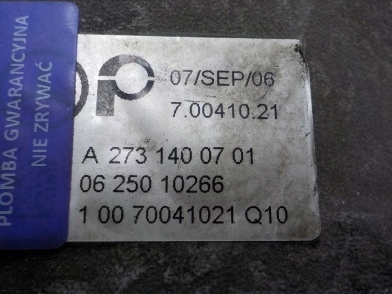 PLOMBA GWARANCYJNA
NIE ZRYWAĆ
07/SEP/06
7.00410.21
A 273 140 07 01
06 250 10266
1 00 70041021 Q10